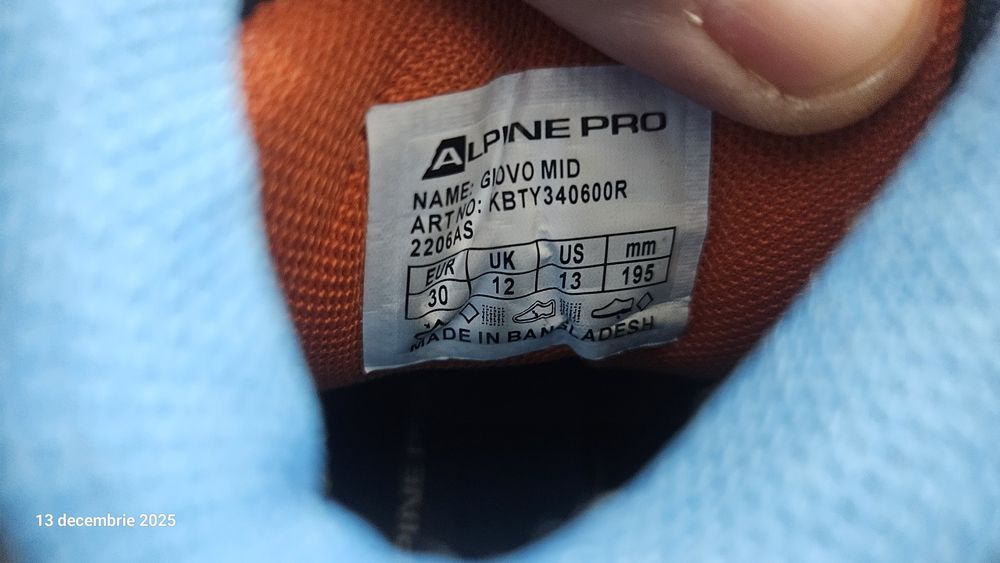 ALPINE PRO
NAME: GIOVO MID
ART NO: KBTY340600R
2206AS
EUR UK US mm
30 12 13 195
MADE IN BANGLADESH
PINE P
13 decembrie 2025